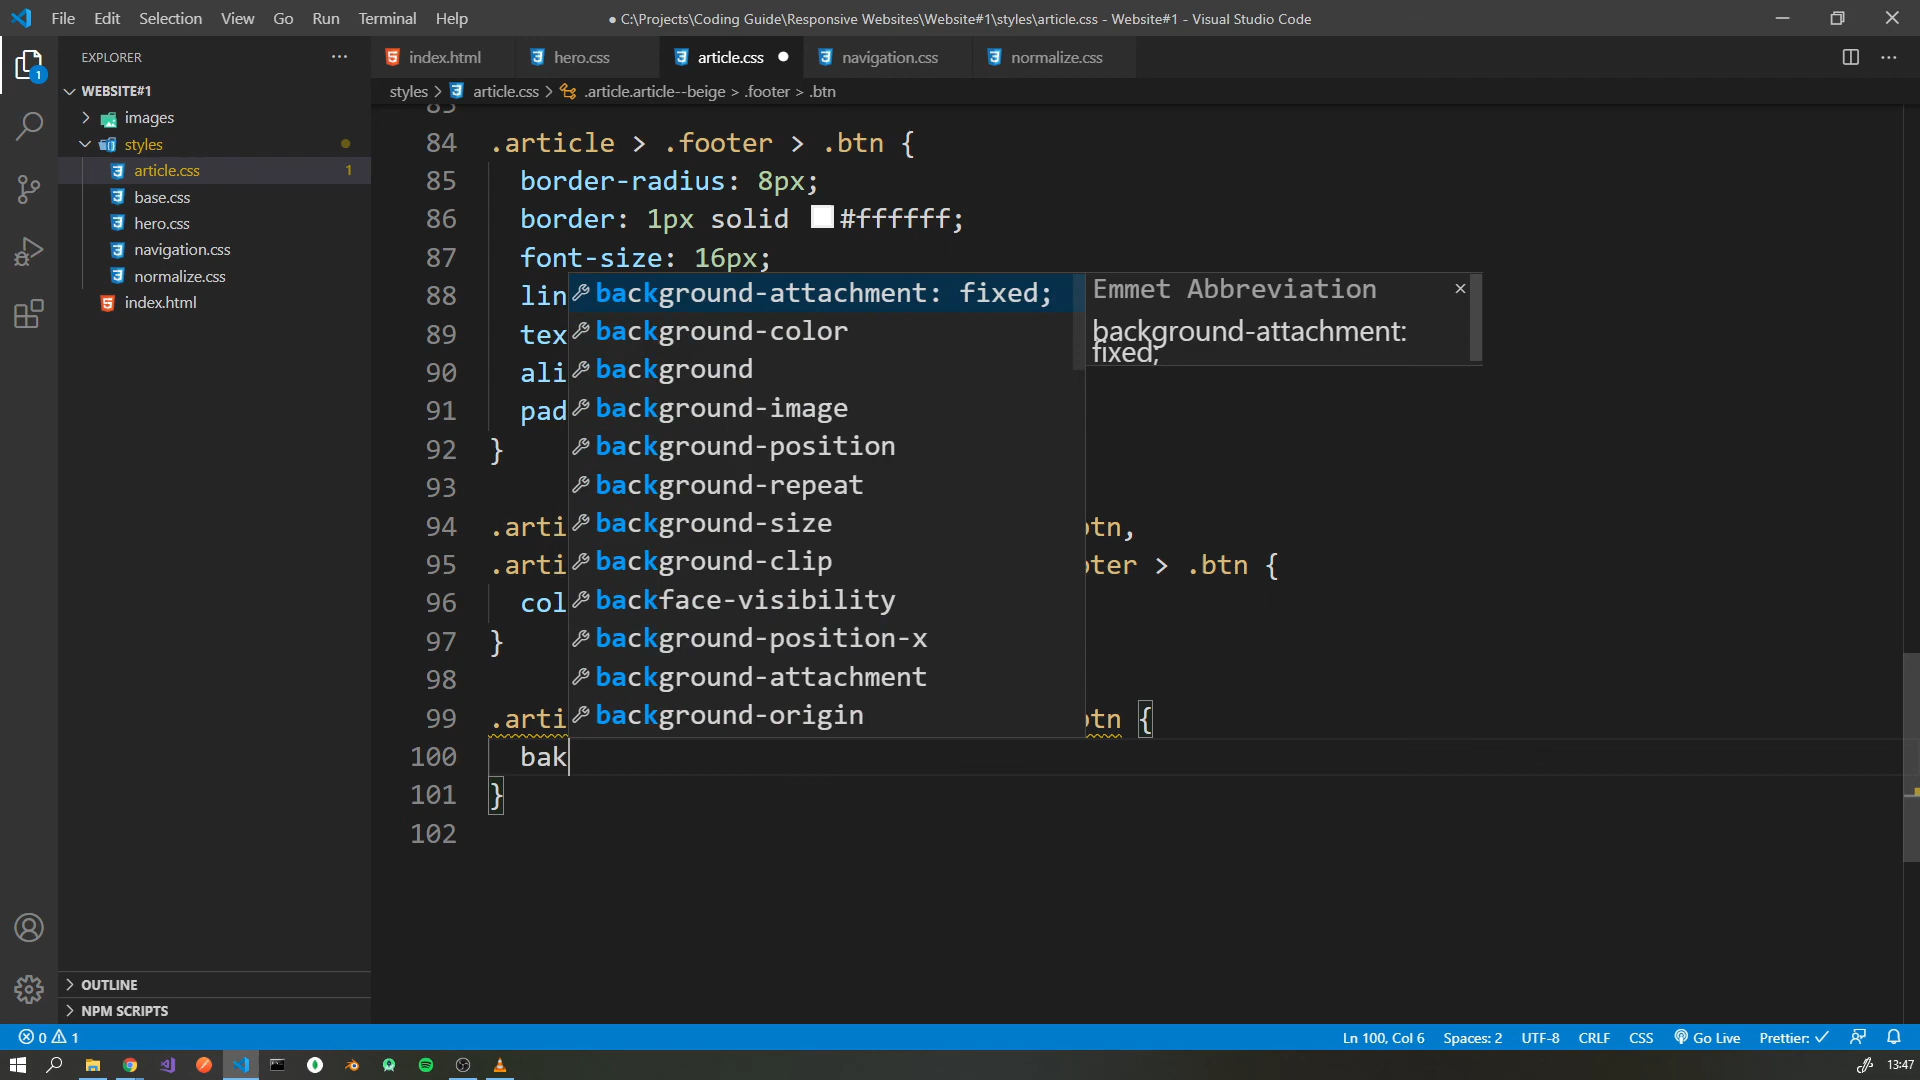 File Edit Selection View Go Run Terminal Help
● C:\Projects\Coding Guide\Responsive Websites\Website#1\styles\article.css - Website#1 - Visual Studio Code
EXPLORER
WEBSITE#1
images
styles
article.css 1
base.css
hero.css
navigation.css
normalize.css
index.html
OUTLINE
NPM SCRIPTS
1
index.html hero.css article.css navigation.css normalize.css
styles > article.css > .article.article--beige > .footer > .btn
83
84 .article > .footer > .btn {
85 border-radius: 8px;
86 border: 1px solid #ffffff;
87 font-size: 16px;
88 lin
89 tex
90 ali
91 pad
92 }
93
94 .arti btn,
95 .arti oter > .btn {
96 col
97 }
98
99 .arti btn {
100 bak
101 }
102
background-attachment: fixed;
background-color
background
background-image
background-position
background-repeat
background-size
background-clip
backface-visibility
background-position-x
background-attachment
background-origin
Emmet Abbreviation ×
background-attachment:
fixed;
0 1
Ln 100, Col 6 Spaces: 2 UTF-8 CRLF CSS Go Live Prettier: ✓
13:47